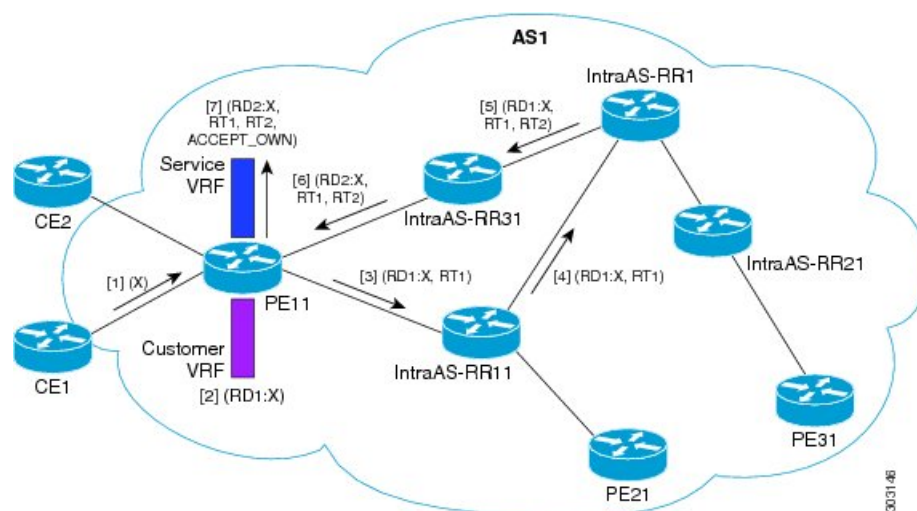 AS1
IntraAS-RR1
[7] (RD2:X,
RT1, RT2,
ACCEPT_OWN)
[5] (RD1:X,
RT1, RT2)
Service
VRF
[6] (RD2:X,
RT1, RT2)
IntraAS-RR31
CE2
IntraAS-RR21
[1] (X)
PE11
[3] (RD1:X, RT1)
[4] (RD1:X, RT1)
Customer
VRF
CE1
IntraAS-RR11
[2] (RD1:X)
PE31
PE21
303146